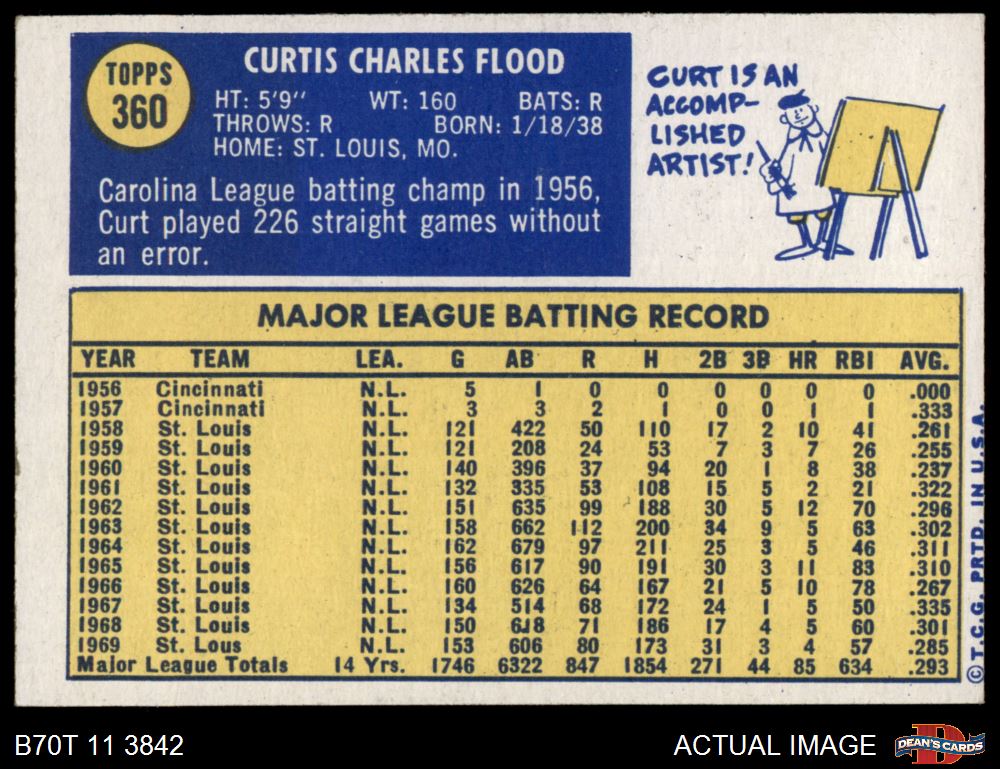 TOPPS
360
CURTIS CHARLES FLOOD
HT: 5'9" WT: 160 BATS: R
THROWS: R BORN: 1/18/38
HOME: ST. LOUIS, MO.
Carolina League batting champ in 1956,
Curt played 226 straight games without
an error.
CURT IS AN
ACCOMP-
LISHED
ARTIST!
MAJOR LEAGUE BATTING RECORD
YEAR TEAM LEA. G AB R H 2B 3B HR RBI AVG.
1956 Cincinnati N.L. 5 1 0 0 0 0 0 0 .000
1957 Cincinnati N.L. 3 3 2 1 0 0 1 1 .333
1958 St. Louis N.L. 121 422 50 110 17 2 10 41 .261
1959 St. Louis N.L. 121 208 24 53 7 3 7 26 .255
1960 St. Louis N.L. 140 396 37 94 20 1 8 38 .237
1961 St. Louis N.L. 132 335 53 108 15 5 2 21 .322
1962 St. Louis N.L. 151 635 99 188 30 5 12 70 .296
1963 St. Louis N.L. 158 662 112 200 34 9 5 63 .302
1964 St. Louis N.L. 162 679 97 211 25 3 5 46 .311
1965 St. Louis N.L. 156 617 90 191 30 3 11 83 .310
1966 St. Louis N.L. 160 626 64 167 21 5 10 78 .267
1967 St. Louis N.L. 134 514 68 172 24 1 5 50 .335
1968 St. Louis N.L. 150 618 71 186 17 4 5 60 .301
1969 St. Lous N.L. 153 606 80 173 31 3 4 57 .285
Major League Totals 14 Yrs. 1746 6322 847 1854 271 44 85 634 .293
©T.C.G. PRTD. IN U.S.A.
B70T 11 3842
ACTUAL IMAGE
D
DEAN'S CARDS